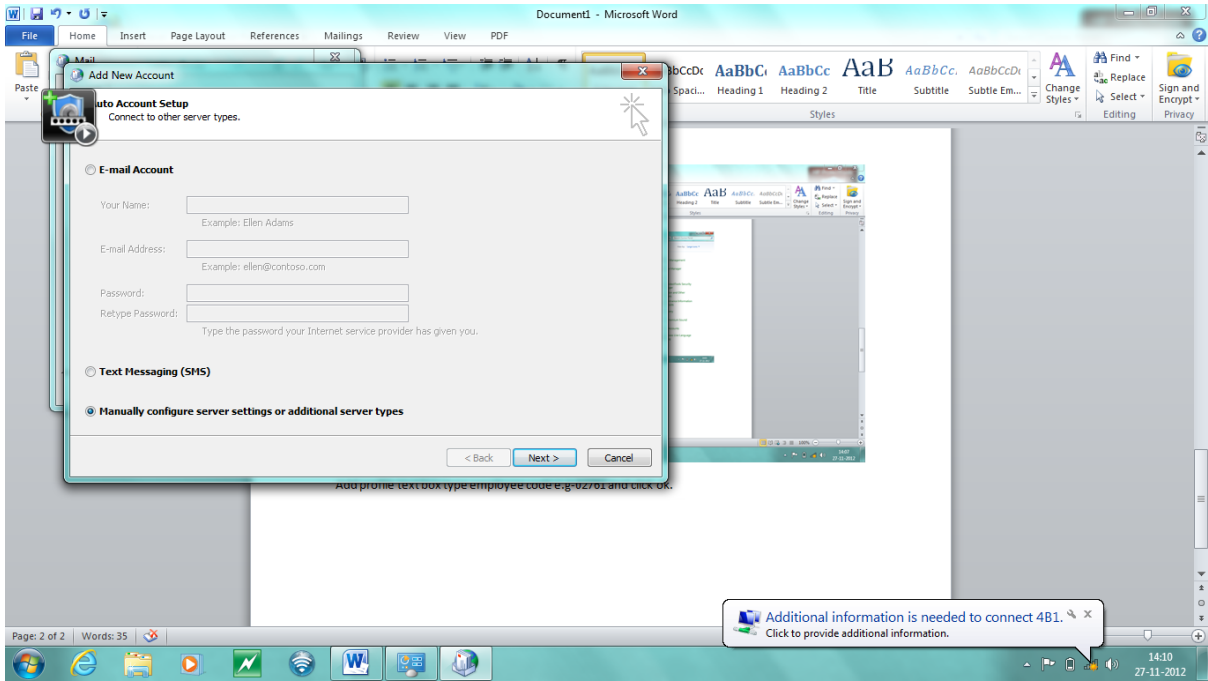 Document1 - Microsoft Word
File Home Insert Page Layout References Mailings Review View PDF
Mail
Add New Account
Paste
AaBbC AaBbCc AaB AaBbCc. AaBbCcDc
Spaci... Heading 1 Heading 2 Title Subtitle Subtle Em...
Change Styles
Find
Replace
Select
Sign and Encrypt
Styles Editing Privacy
uto Account Setup
Connect to other server types.
E-mail Account
Your Name:
Example: Ellen Adams
E-mail Address:
Example: ellen@contoso.com
Password:
Retype Password:
Type the password your Internet service provider has given you.
Text Messaging (SMS)
Manually configure server settings or additional server types
< Back Next > Cancel
Add profile text box type employee code e.g-02761 and click ok.
Additional information is needed to connect 4B1.
Click to provide additional information.
Page: 2 of 2 Words: 35
14:10
27-11-2012